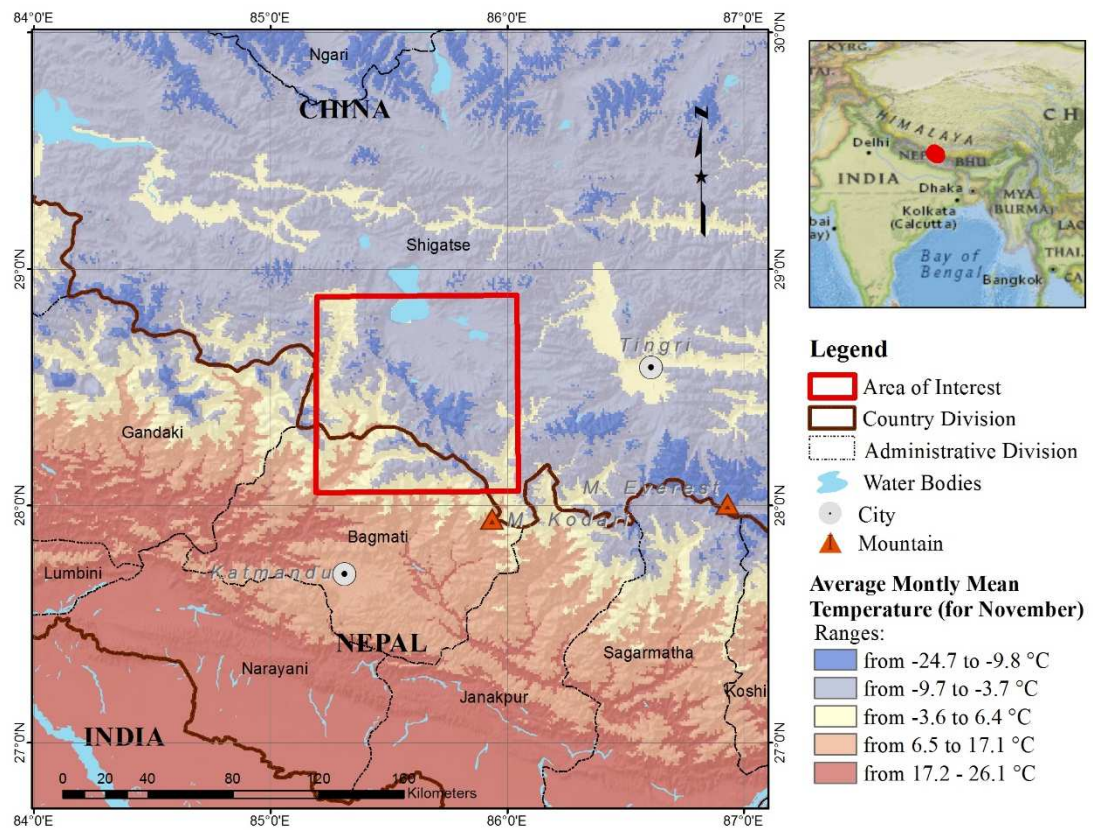 84°0'E
85°0'E
86°0'E
87°0'E
30°0'N
29°0'N
28°0'N
27°0'N
29°0'N
28°0'N
27°0'N
Ngari
CHINA
Z
Shigatse
Tingri
Gandaki
M. Everest
M. Kodari
Bagmati
Lumbini
Katmandu
NEPAL
Narayani
Sagarmatha
Janakpur
Koshi
INDIA
0 20 40 80 120 160
Kilometers
84°0'E
85°0'E
86°0'E
87°0'E
KYRG.
TAJ.
HIMALAYA
C H
Delhi
NEP
BHU.
INDIA
Dhaka
MYA.
Kolkata
(BURMA)
(Calcutta)
LAO
bai
ay)
Bay of
Bengal
THAI.
Bangkok
CA
Legend
Area of Interest
Country Division
Administrative Division
Water Bodies
City
Mountain
Average Montly Mean
Temperature (for November)
Ranges:
from -24.7 to -9.8 °C
from -9.7 to -3.7 °C
from -3.6 to 6.4 °C
from 6.5 to 17.1 °C
from 17.2 - 26.1 °C